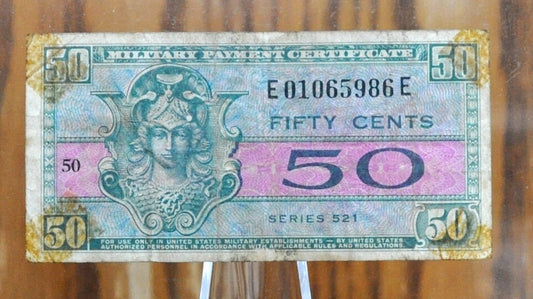 50 MILITARY PAYMENT CERTIFICATE 50
E01065986E
FIFTY CENTS
50 50
SERIES 521
50 50
FOR USE ONLY IN UNITED STATES MILITARY ESTABLISHMENTS — BY UNITED STATES
AUTHORIZED PERSONNEL IN ACCORDANCE WITH APPLICABLE RULES AND REGULATIONS